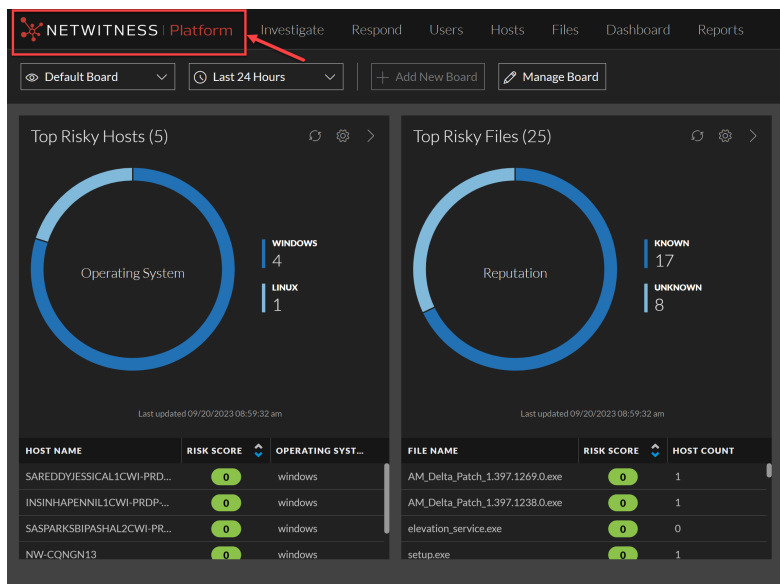 NETWITNESS Platform Investigate Respond Users Hosts Files Dashboard Reports
Default Board Last 24 Hours Add New Board Manage Board
Top Risky Hosts (5)
Operating System
WINDOWS
4
LINUX
1
Last updated 09/20/2023 08:59:32 am
HOST NAME RISK SCORE OPERATING SYST...
SAREDDYJESSICAL1CWI-PRD... 0 windows
INSINHAPENNIL1CWI-PRDP-... 0 windows
SASPARKSBIPASHAL2CWI-PR... 0 windows
NW-CQNGN13 0 windows
Top Risky Files (25)
Reputation
KNOWN
17
UNKNOWN
8
Last updated 09/20/2023 08:59:32 am
FILE NAME RISK SCORE HOST COUNT
AM_Delta_Patch_1.397.1269.0.exe 0 1
AM_Delta_Patch_1.397.1238.0.exe 0 1
elevation_service.exe 0 0
setup.exe 0 1